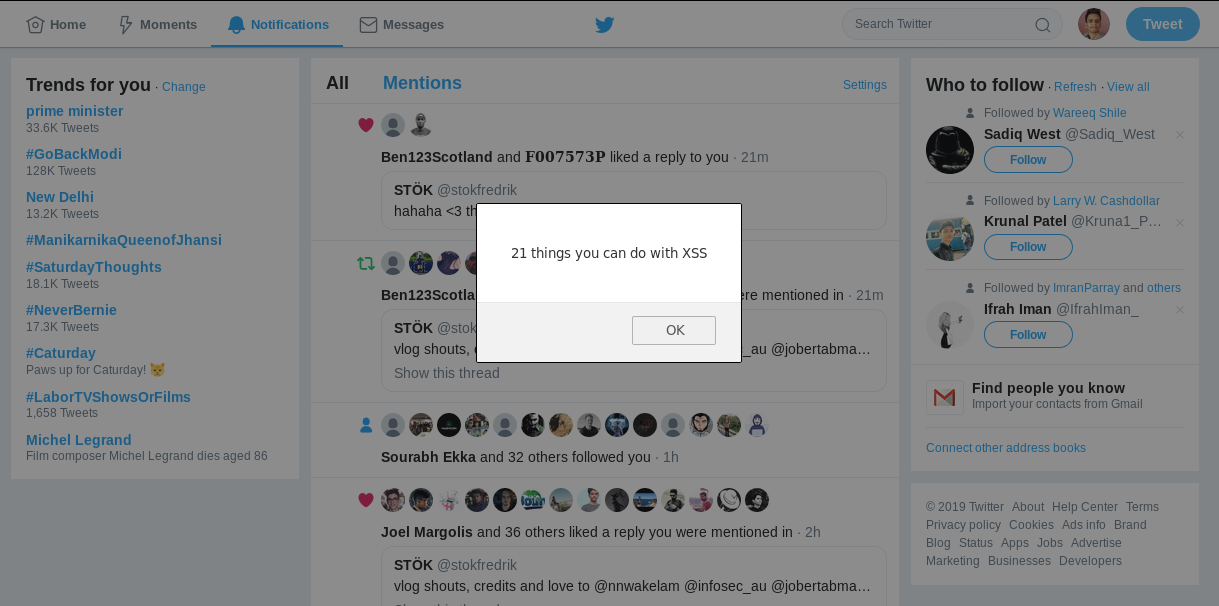 Home
Moments
Notifications
Messages
Search Twitter
Tweet
Trends for you · Change
prime minister
33.6K Tweets
#GoBackModi
128K Tweets
New Delhi
13.2K Tweets
#ManikarnikaQueenofJhansi
#SaturdayThoughts
18.1K Tweets
#NeverBernie
17.3K Tweets
#Caturday
Paws up for Caturday! 🐱
#LaborTVShowsOrFilms
1,658 Tweets
Michel Legrand
Film composer Michel Legrand dies aged 86
All
Mentions
Settings
Ben123Scotland and F007573P liked a reply to you · 21m
STÖK @stokfredrik
hahaha <3 th
21 things you can do with XSS
OK
Ben123Scotla
ere mentioned in · 21m
STÖK @stok
vlog shouts,
_au @jobertabma…
Show this thread
Sourabh Ekka and 32 others followed you · 1h
Joel Margolis and 36 others liked a reply you were mentioned in · 2h
STÖK @stokfredrik
vlog shouts, credits and love to @nnwakelam @infosec_au @jobertabma…
Who to follow · Refresh · View all
Followed by Wareeq Shile
Sadiq West @Sadiq_West
Follow
Followed by Larry W. Cashdollar
Krunal Patel @Kruna1_P…
Follow
Followed by ImranParray and others
Ifrah Iman @IfrahIman_
Follow
Find people you know
Import your contacts from Gmail
Connect other address books
© 2019 Twitter About Help Center Terms
Privacy policy Cookies Ads info Brand
Blog Status Apps Jobs Advertise
Marketing Businesses Developers